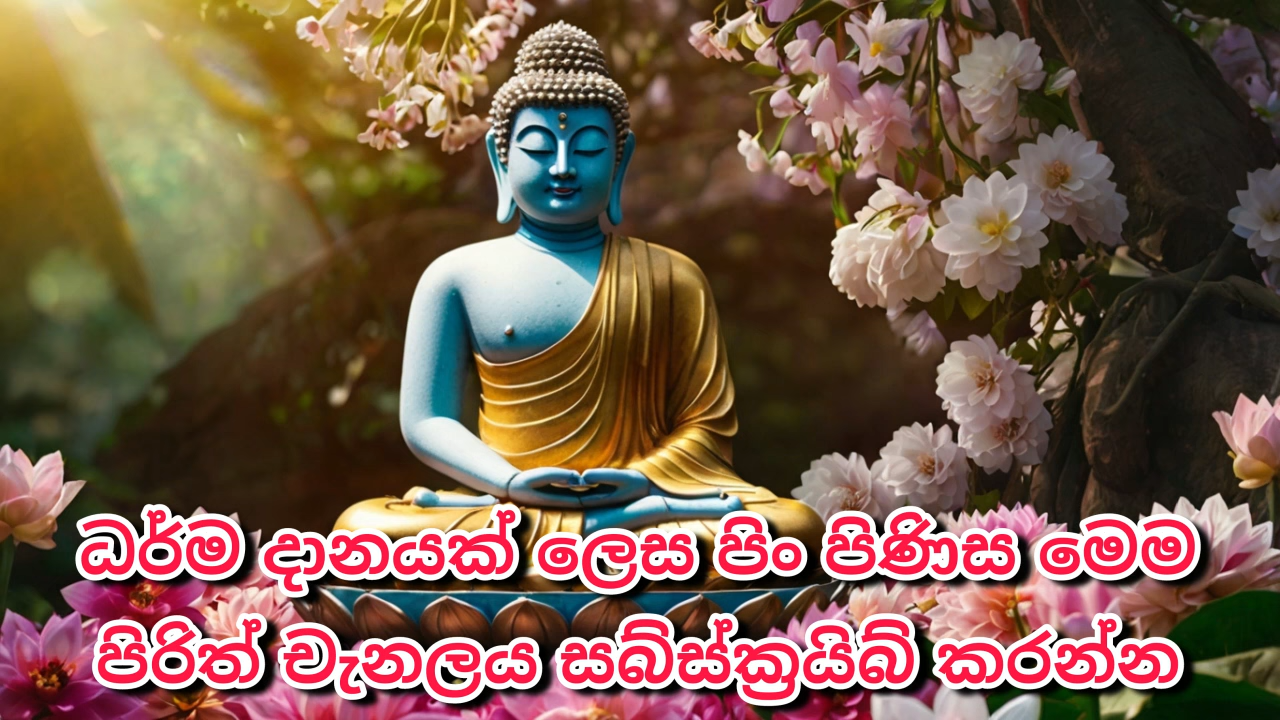 ධර්ම දානයක් ලෙස පිං පිණිස මෙම
පිරිත් චැනලය සබ්ස්ක්‍රයිබ් කරන්න